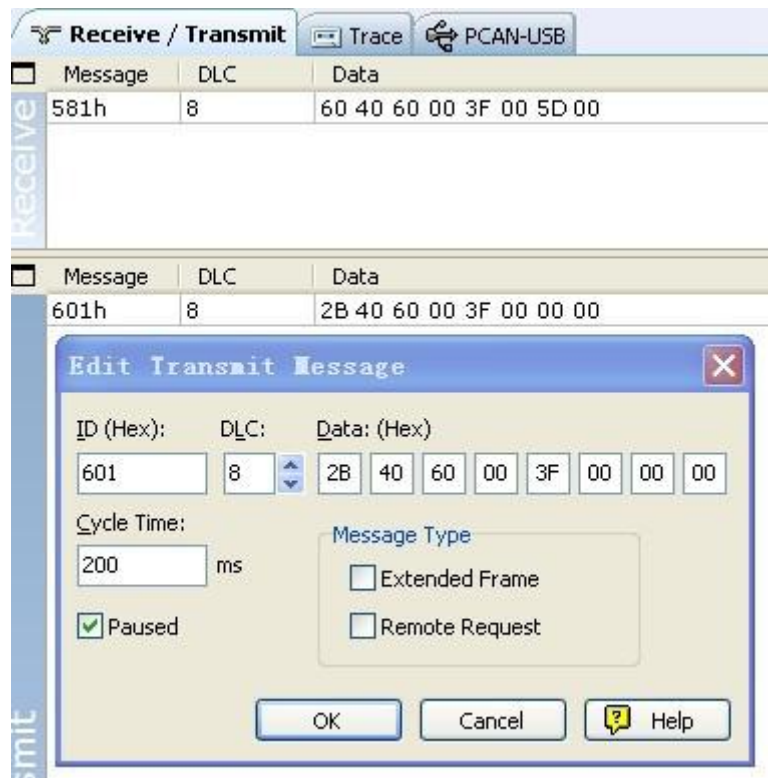 Receive / Transmit Trace PCAN-USB
Message DLC Data
581h 8 60 40 60 00 3F 00 5D 00
Receive
Message DLC Data
601h 8 2B 40 60 00 3F 00 00 00
Edit Transmit Message
ID (Hex): DLC: Data: (Hex)
601 8 2B 40 60 00 3F 00 00 00
Cycle Time: Message Type
200 ms Extended Frame
Paused Remote Request
OK Cancel Help
smit